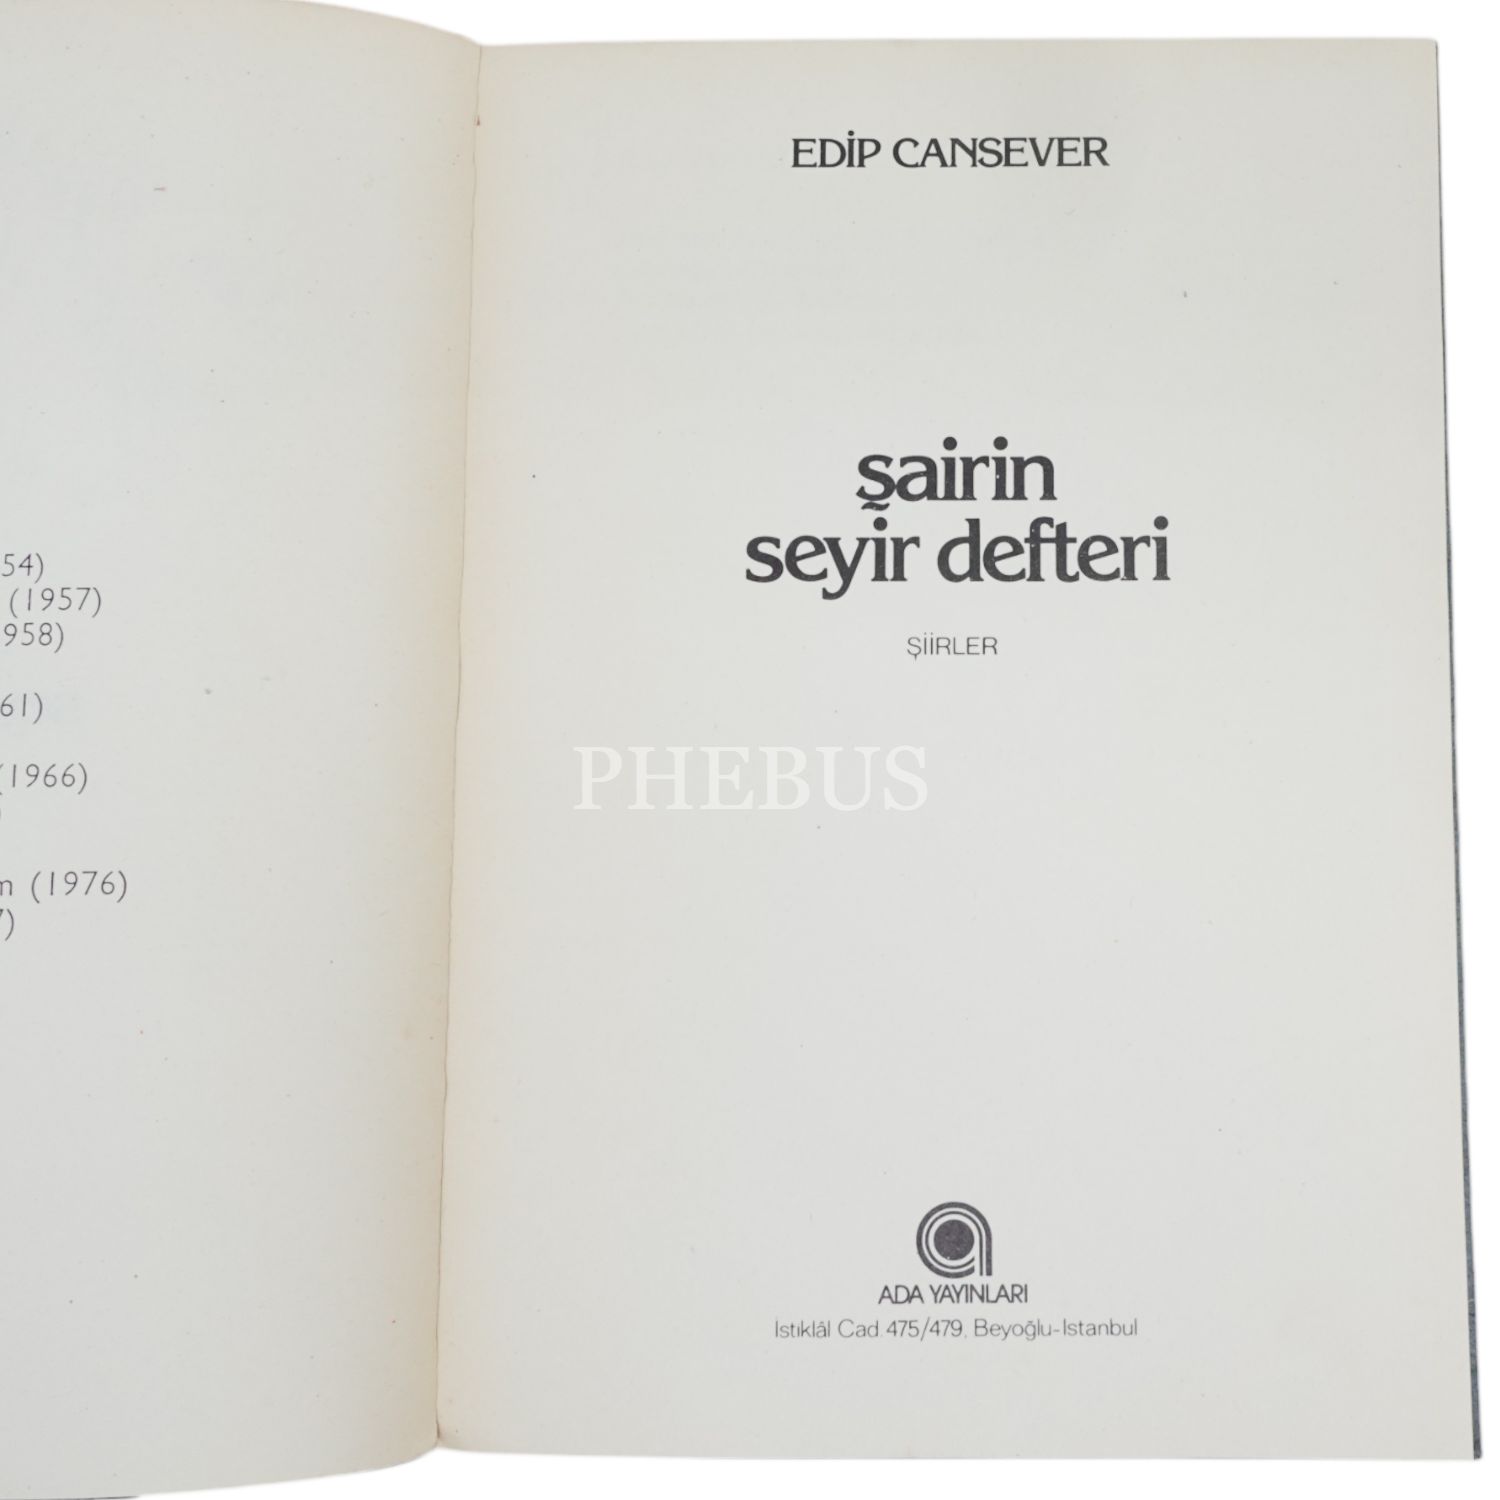 54)
(1957)
958)
61)
(1966)
)
m (1976)
7)
EDİP CANSEVER
şairin
seyir defteri
ŞİİRLER
PHEBUS
ADA YAYINLARI
İstiklâl Cad. 475/479, Beyoğlu-Istanbul